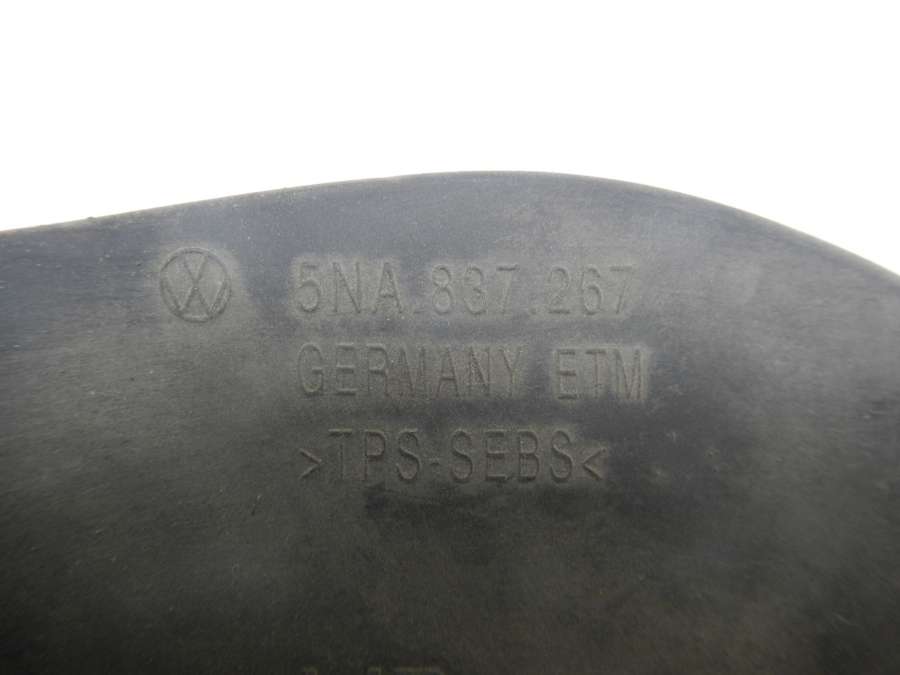 5NA.837.267
GERMANY ETM
>TPS-SEBS<